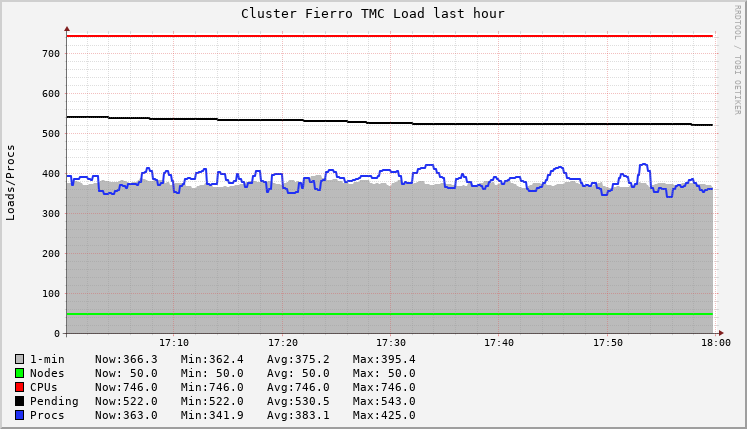 Cluster Fierro TMC Load last hour
RRDTOOL / TOBI OETIKER
Loads/Procs
700
600
500
400
300
200
100
0
17:10 17:20 17:30 17:40 17:50 18:00
1-min Now:366.3 Min:362.4 Avg:375.2 Max:395.4
Nodes Now: 50.0 Min: 50.0 Avg: 50.0 Max: 50.0
CPUs Now:746.0 Min:746.0 Avg:746.0 Max:746.0
Pending Now:522.0 Min:522.0 Avg:530.5 Max:543.0
Procs Now:363.0 Min:341.9 Avg:383.1 Max:425.0